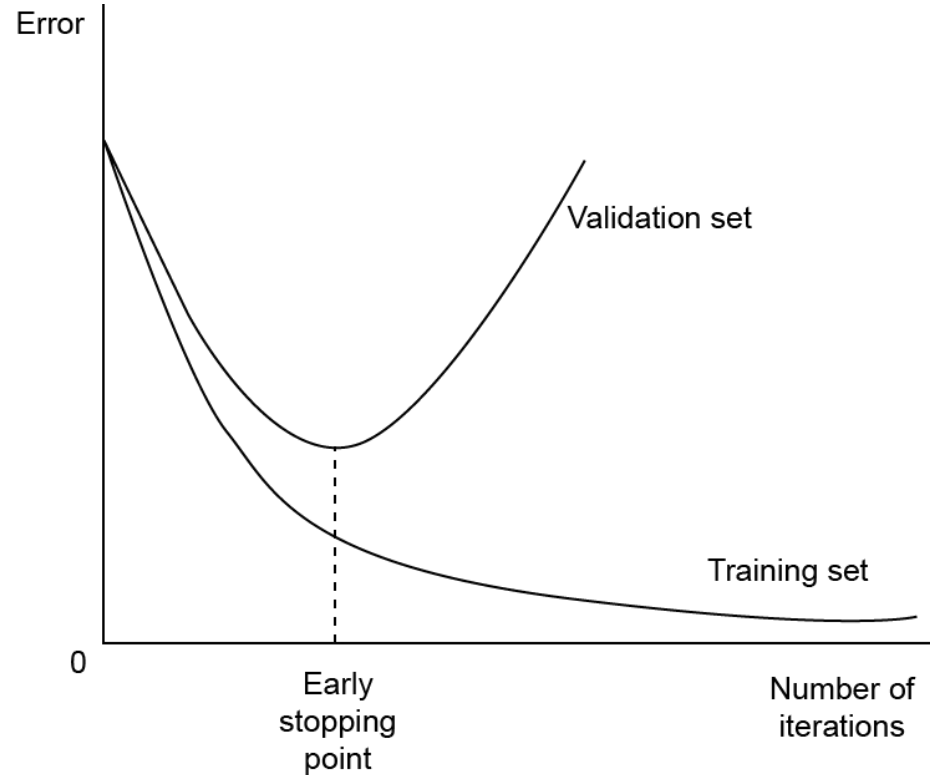 Error
Validation set
Training set
0
Early
stopping
point
Number of
iterations